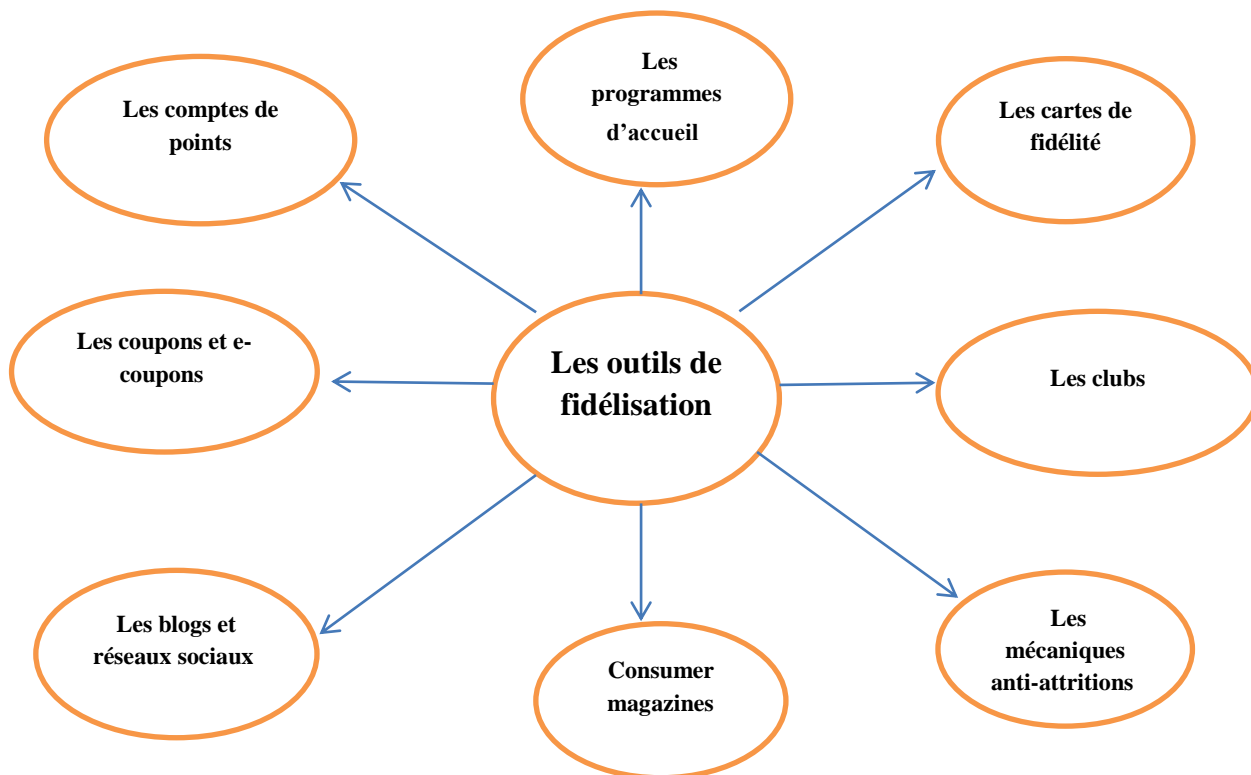 Les
programmes
d’accueil
Les comptes de
points
Les cartes de
fidélité
Les coupons et e-
coupons
Les outils de
fidélisation
Les clubs
Les blogs et
réseaux sociaux
Consumer
magazines
Les
mécaniques
anti-attritions